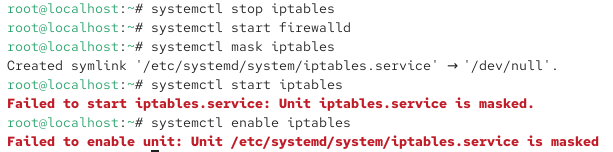 root@localhost:~# systemctl stop iptables
root@localhost:~# systemctl start firewalld
root@localhost:~# systemctl mask iptables
Created symlink '/etc/systemd/system/iptables.service' → '/dev/null'.
root@localhost:~# systemctl start iptables
Failed to start iptables.service: Unit iptables.service is masked.
root@localhost:~# systemctl enable iptables
Failed to enable unit: Unit /etc/systemd/system/iptables.service is masked